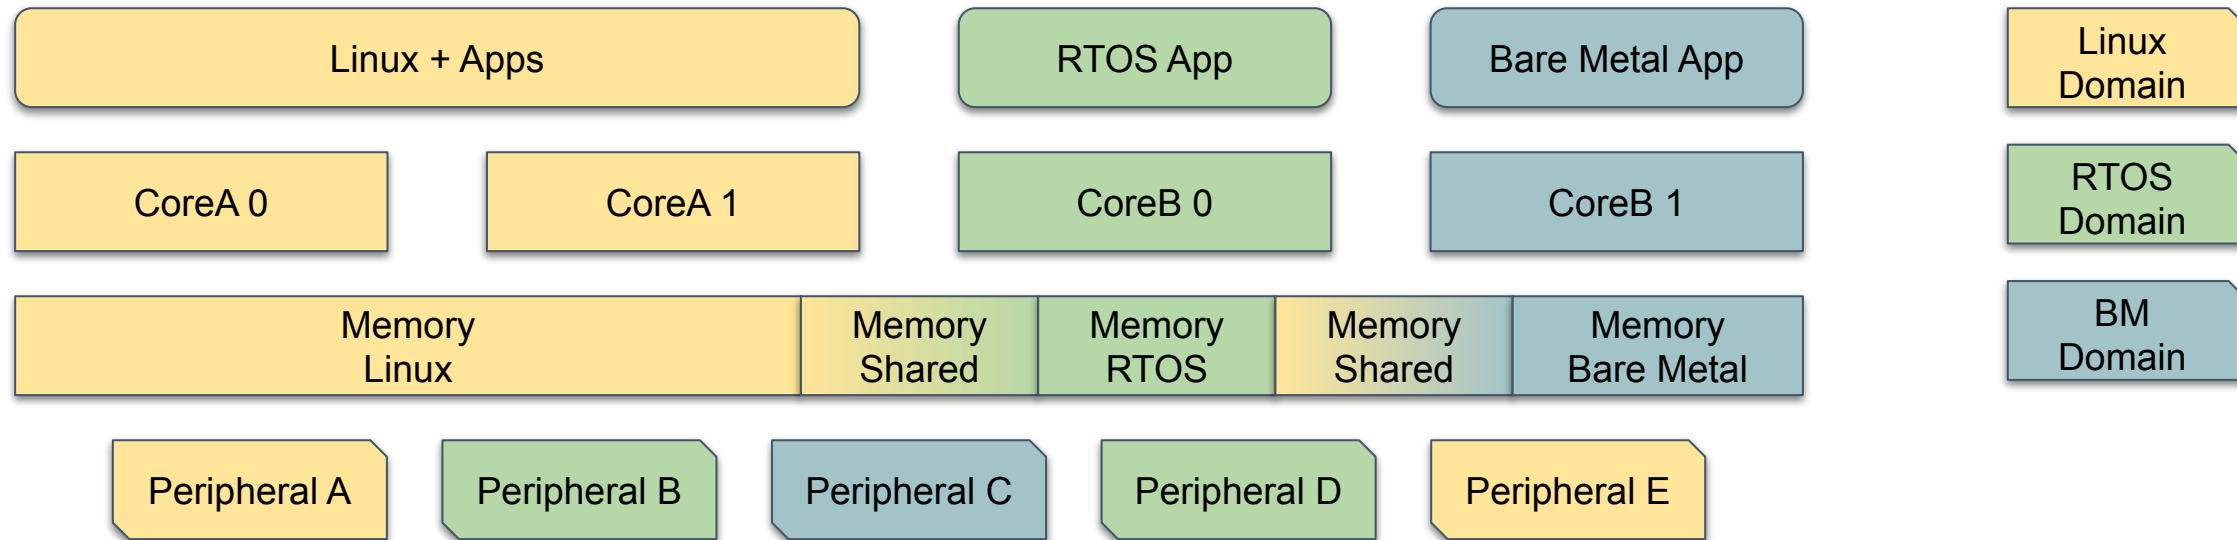 Linux + Apps
RTOS App
Bare Metal App
Linux
Domain
CoreA 0
CoreA 1
CoreB 0
CoreB 1
RTOS
Domain
Memory
Linux
Memory
Shared
Memory
RTOS
Memory
Shared
Memory
Bare Metal
BM
Domain
Peripheral A
Peripheral B
Peripheral C
Peripheral D
Peripheral E